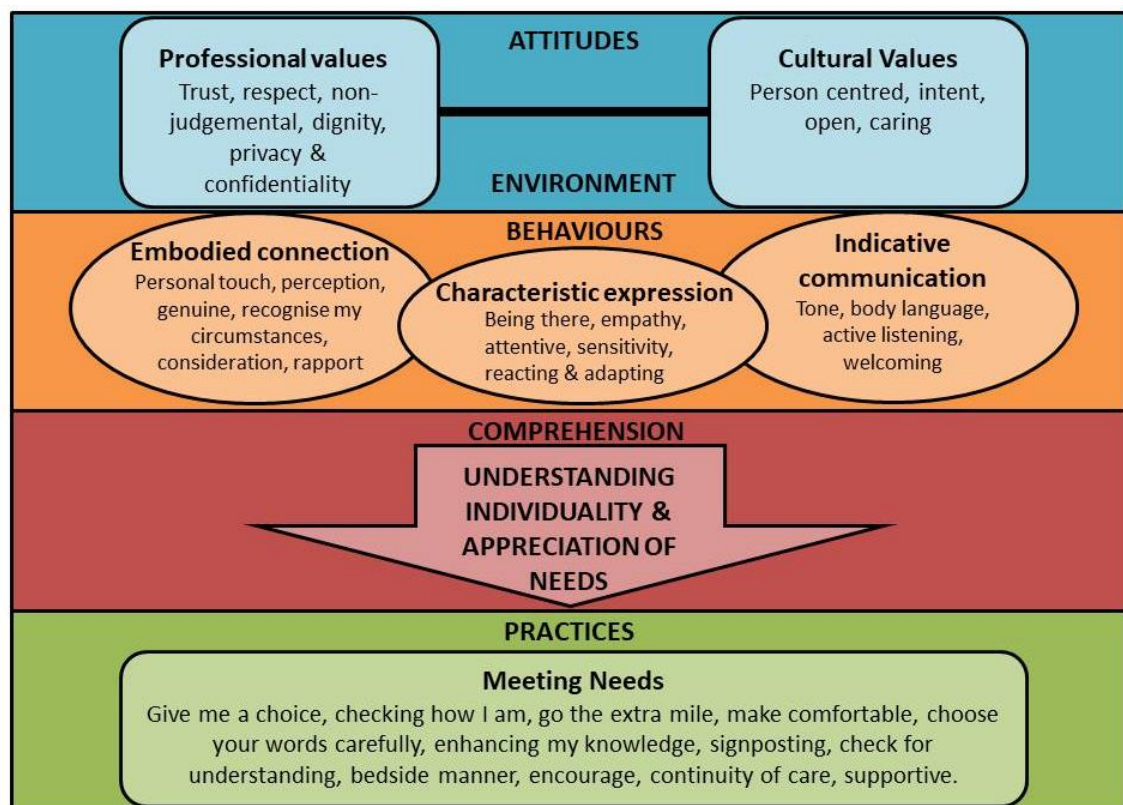 ATTITUDES
Professional values
Trust, respect, non-
judgemental, dignity,
privacy &
confidentiality
Cultural Values
Person centred, intent,
open, caring
ENVIRONMENT
BEHAVIOURS
Embodied connection
Personal touch, perception,
genuine, recognise my
circumstances,
consideration, rapport
Characteristic expression
Being there, empathy,
attentive, sensitivity,
reacting & adapting
Indicative
communication
Tone, body language,
active listening,
welcoming
COMPREHENSION
UNDERSTANDING
INDIVIDUALITY &
APPRECIATION OF
NEEDS
PRACTICES
Meeting Needs
Give me a choice, checking how I am, go the extra mile, make comfortable, choose
your words carefully, enhancing my knowledge, signposting, check for
understanding, bedside manner, encourage, continuity of care, supportive.